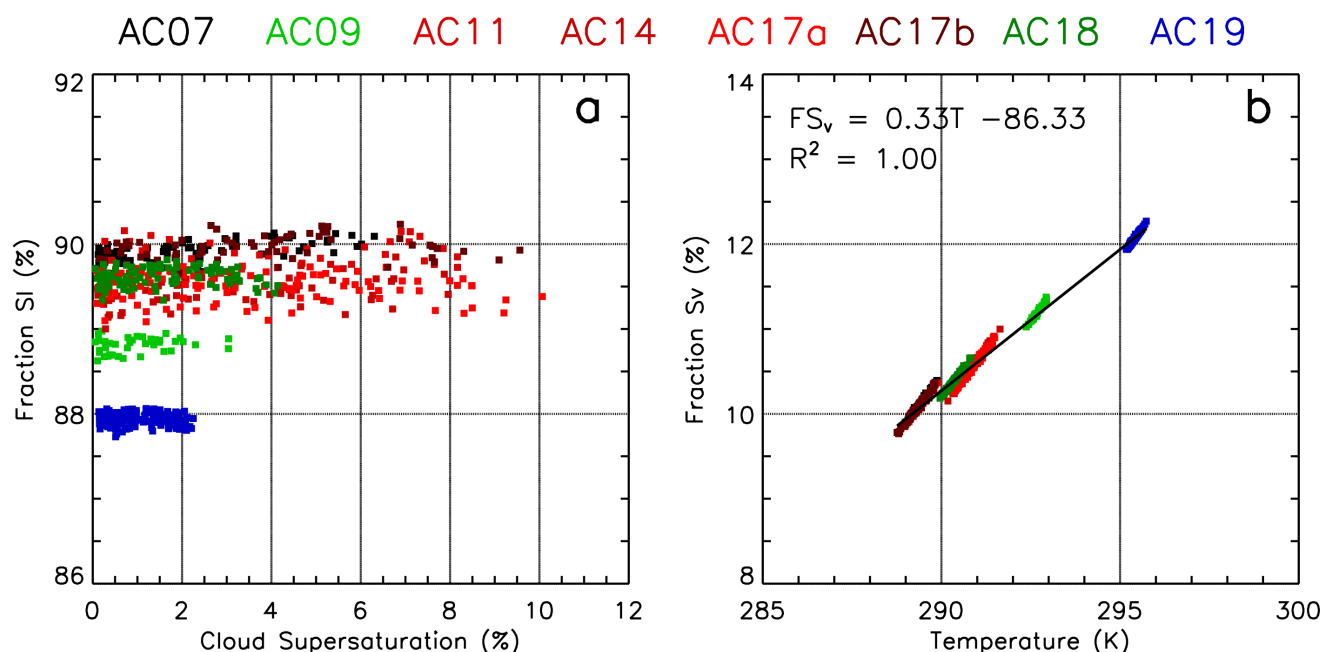 AC07 AC09 AC11 AC14 AC17a AC17b AC18 AC19
92
90
88
86
Fraction Sl (%)
a
0 2 4 6 8 10 12
Cloud Supersaturation (%)
14
12
10
8
Fraction Sv (%)
b
FSᵥ = 0.33T −86.33
R² = 1.00
285 290 295 300
Temperature (K)